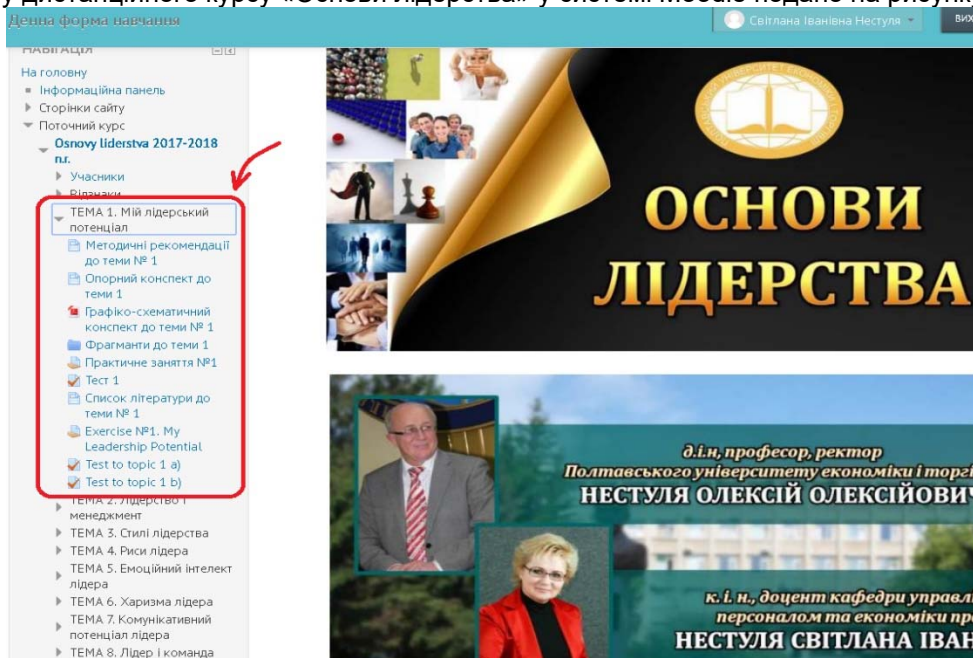 у дистанційного курсу «Основи лідерства» у системі Moodle подано на рисунк
Денна форма навчання
Світлана Іванівна Нестуля
НАВІГАЦІЯ
На головну
Інформаційна панель
Сторінки сайту
Поточний курс
Osnovy liderstva 2017-2018
n.r.
Учасники
Відзнаки
ТЕМА 1. Мій лідерський
потенціал
Методичні рекомендації
до теми № 1
Опорний конспект до
теми 1
Графіко-схематичний
конспект до теми № 1
Фрагменти до теми 1
Практичне заняття №1
Тест 1
Список літератури до
теми № 1
Exercise №1. My
Leadership Potential
Test to topic 1 a)
Test to topic 1 b)
ТЕМА 2. Лідерство і
менеджмент
ТЕМА 3. Стилі лідерства
ТЕМА 4. Риси лідера
ТЕМА 5. Емоційний інтелект
лідера
ТЕМА 6. Харизма лідера
ТЕМА 7. Комунікативний
потенціал лідера
ТЕМА 8. Лідер і команда
ОСНОВИ
ЛІДЕРСТВА
д.і.н, професор, ректор
Полтавського університету економіки і торгі
НЕСТУЛЯ ОЛЕКСІЙ ОЛЕКСІЙОВИ
к. і. н., доцент кафедри управл
персоналом та економіки пр
НЕСТУЛЯ СВІТЛАНА ІВАН